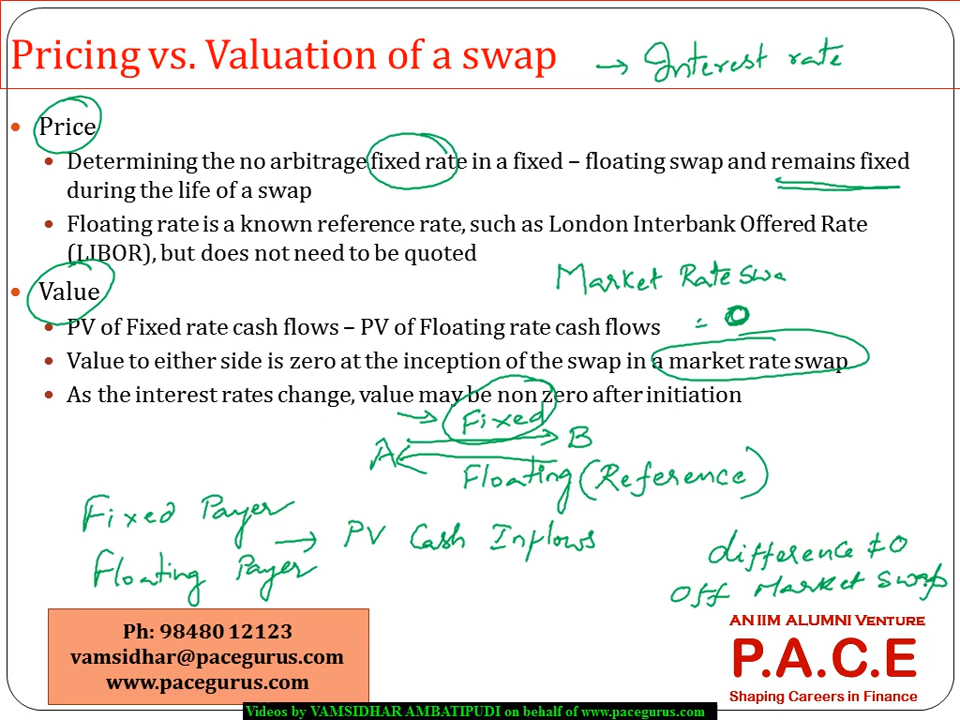 Pricing vs. Valuation of a swap → Interest rate
• Price
• Determining the no arbitrage fixed rate in a fixed – floating swap and remains fixed
during the life of a swap
• Floating rate is a known reference rate, such as London Interbank Offered Rate
(LIBOR), but does not need to be quoted
Market Rate Swa
• Value
• PV of Fixed rate cash flows – PV of Floating rate cash flows = 0
• Value to either side is zero at the inception of the swap in a market rate swap
• As the interest rates change, value may be non zero after initiation
→ Fixed
A B
Floating (Reference)
Fixed Payer
→ PV Cash Inflows
Floating Payer
difference ≠ 0
Off Market Swap
Ph: 98480 12123
vamsidhar@pacegurus.com
www.pacegurus.com
AN IIM ALUMNI VENTURE
P.A.C.E
Shaping Careers in Finance
Videos by VAMSIDHAR AMBATIPUDI on behalf of www.pacegurus.com